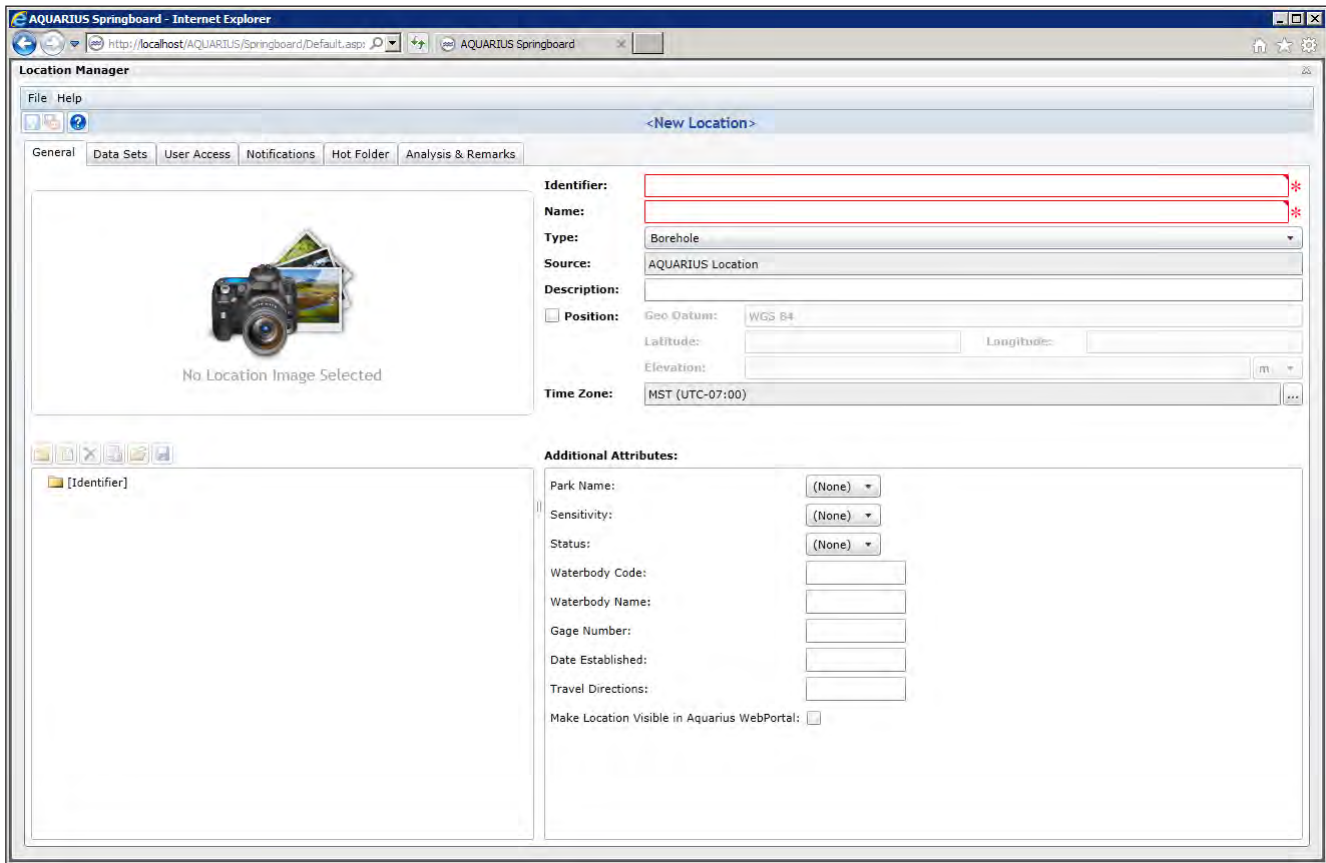 AQUARIUS Springboard - Internet Explorer
http://localhost/AQUARIUS/Springboard/Default.asp: AQUARIUS Springboard
Location Manager
File Help
<New Location>
General Data Sets User Access Notifications Hot Folder Analysis & Remarks
No Location Image Selected
Identifier: *
Name: *
Type: Borehole
Source: AQUARIUS Location
Description:
Position: Geo Datum: WGS 84
Latitude: Longitude:
Elevation: m
Time Zone: MST (UTC-07:00) ...
[Identifier]
Additional Attributes:
Park Name: (None)
Sensitivity: (None)
Status: (None)
Waterbody Code:
Waterbody Name:
Gage Number:
Date Established:
Travel Directions:
Make Location Visible in Aquarius WebPortal: